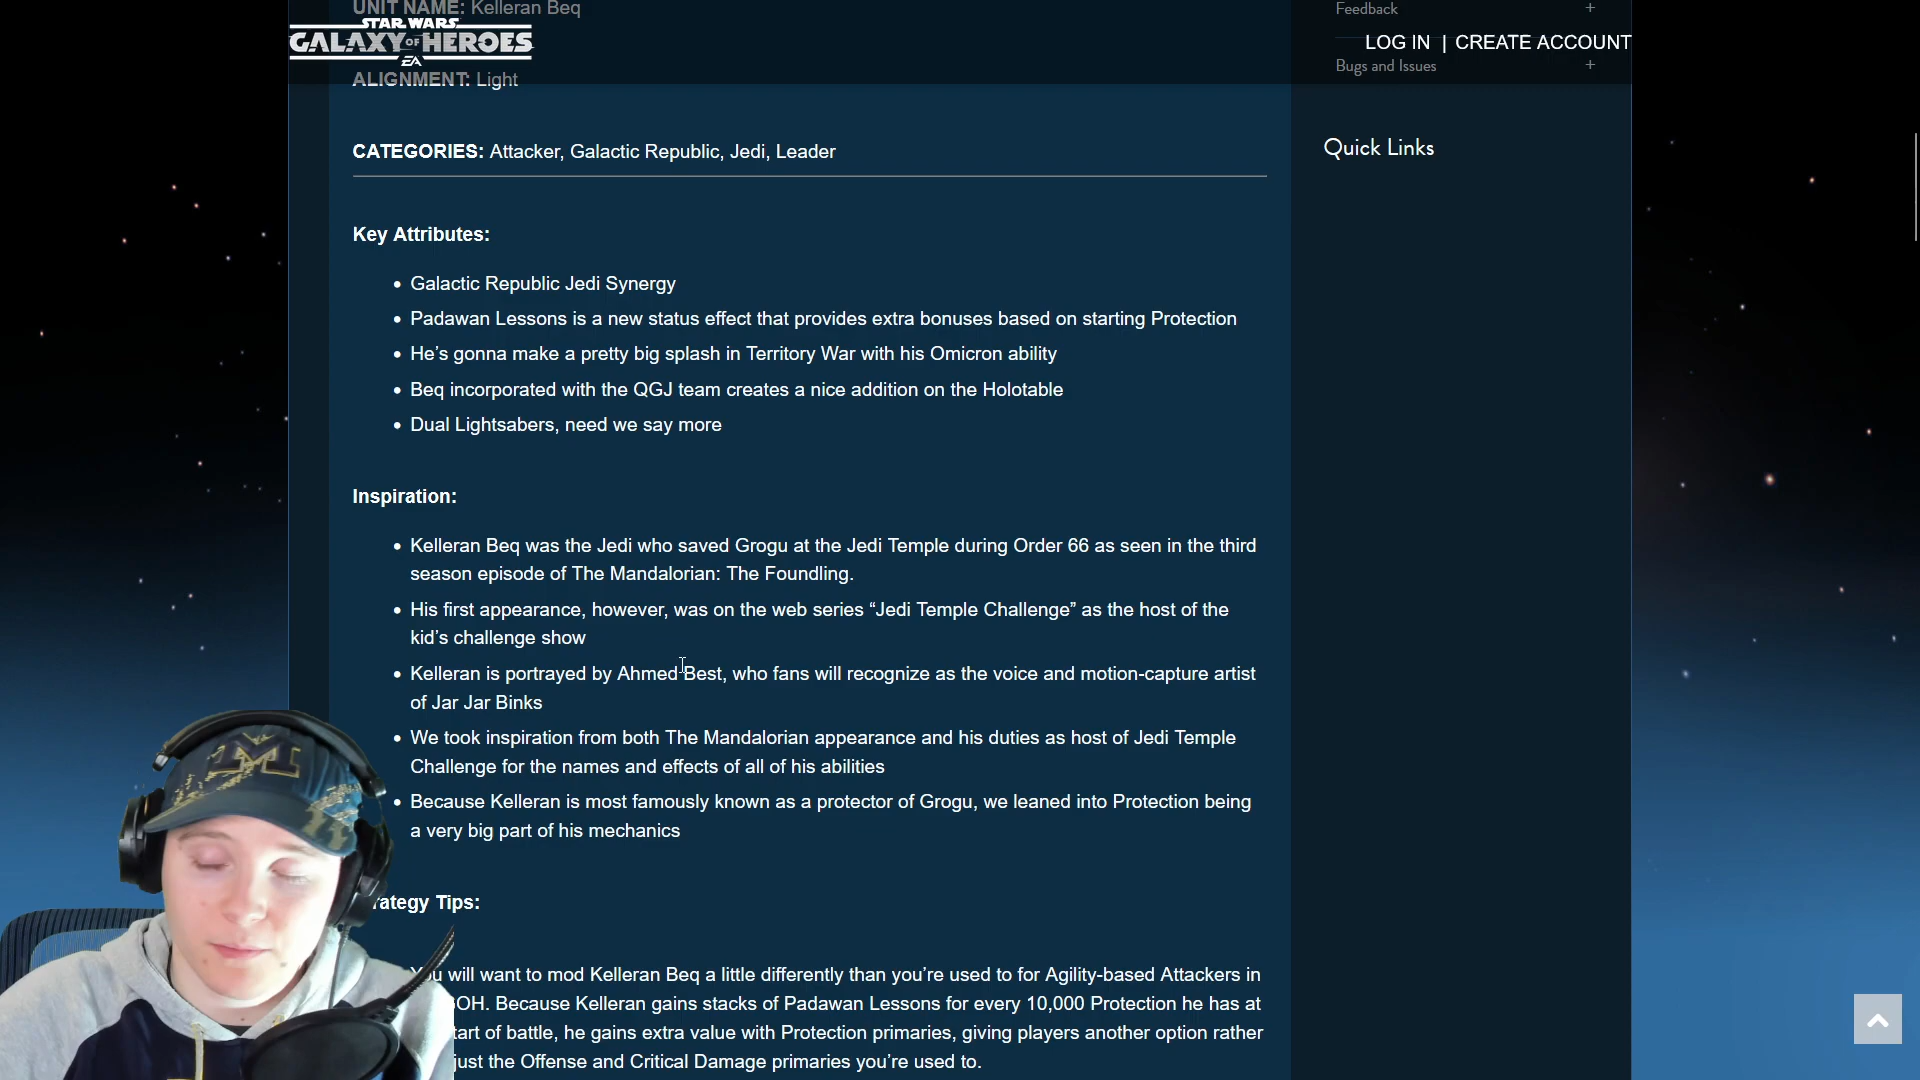 UNIT NAME: Kelleran Beq
STAR WARS
GALAXY OF HEROES
EA
ALIGNMENT: Light
Feedback +
LOG IN | CREATE ACCOUNT
Bugs and Issues +
CATEGORIES: Attacker, Galactic Republic, Jedi, Leader
Quick Links
Key Attributes:
• Galactic Republic Jedi Synergy
• Padawan Lessons is a new status effect that provides extra bonuses based on starting Protection
• He’s gonna make a pretty big splash in Territory War with his Omicron ability
• Beq incorporated with the QGJ team creates a nice addition on the Holotable
• Dual Lightsabers, need we say more
Inspiration:
• Kelleran Beq was the Jedi who saved Grogu at the Jedi Temple during Order 66 as seen in the third
season episode of The Mandalorian: The Foundling.
• His first appearance, however, was on the web series “Jedi Temple Challenge” as the host of the
kid’s challenge show
• Kelleran is portrayed by Ahmed Best, who fans will recognize as the voice and motion-capture artist
of Jar Jar Binks
• We took inspiration from both The Mandalorian appearance and his duties as host of Jedi Temple
Challenge for the names and effects of all of his abilities
• Because Kelleran is most famously known as a protector of Grogu, we leaned into Protection being
a very big part of his mechanics
M
rategy Tips:
You will want to mod Kelleran Beq a little differently than you’re used to for Agility-based Attackers in
OH. Because Kelleran gains stacks of Padawan Lessons for every 10,000 Protection he has at
tart of battle, he gains extra value with Protection primaries, giving players another option rather
just the Offense and Critical Damage primaries you’re used to.